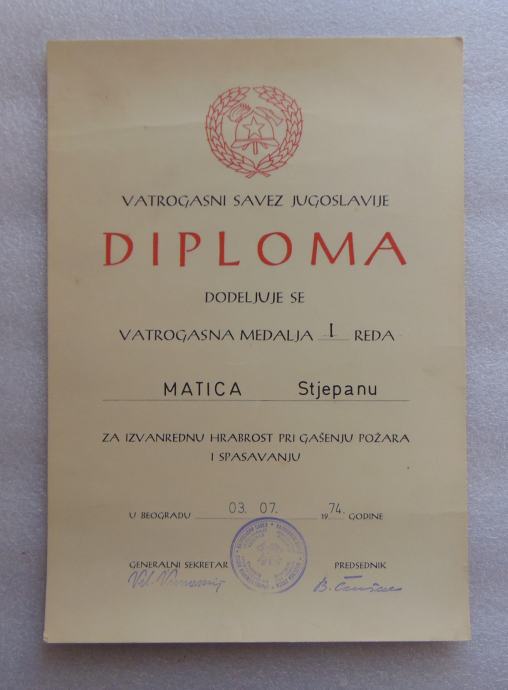 VATROGASNI SAVEZ JUGOSLAVIJE
DIPLOMA
DODELJUJE SE
VATROGASNA MEDALJA I REDA
MATICA Stjepanu
ZA IZVANREDNU HRABROST PRI GAŠENJU POŽARA
I SPASAVANJU
U BEOGRADU 03. 07. 1974. GODINE
GENERALNI SEKRETAR PREDSEDNIK